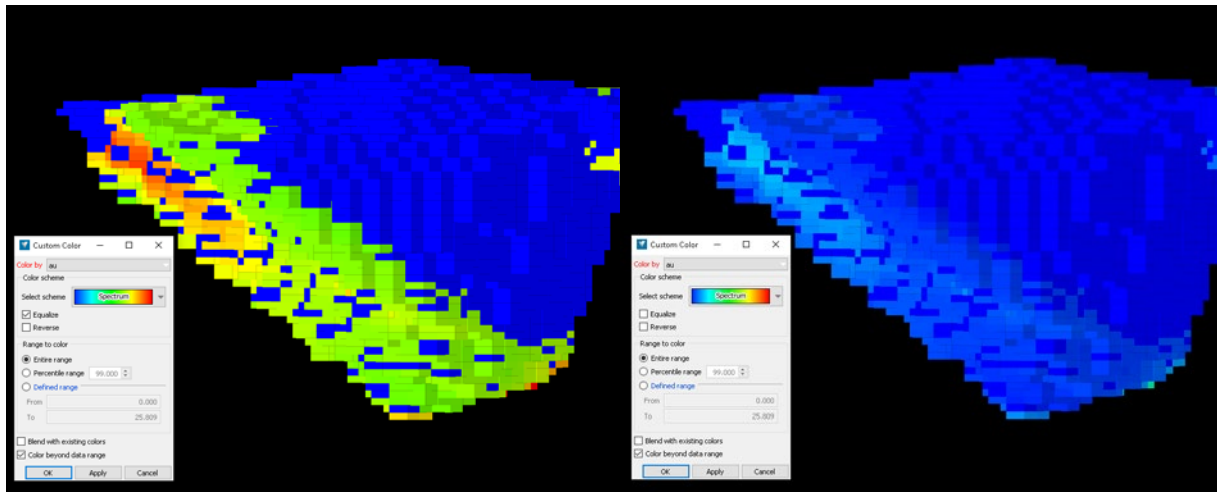 Custom Color
Color by au
Color scheme
Select scheme Spectrum
Equalize
Reverse
Range to color
Entire range
Percentile range 99.000
Defined range
From 0.000
To 25.809
Blend with existing colors
Color beyond data range
OK Apply Cancel
Custom Color
Color by au
Color scheme
Select scheme Spectrum
Equalize
Reverse
Range to color
Entire range
Percentile range 99.000
Defined range
From 0.000
To 25.809
Blend with existing colors
Color beyond data range
OK Apply Cancel